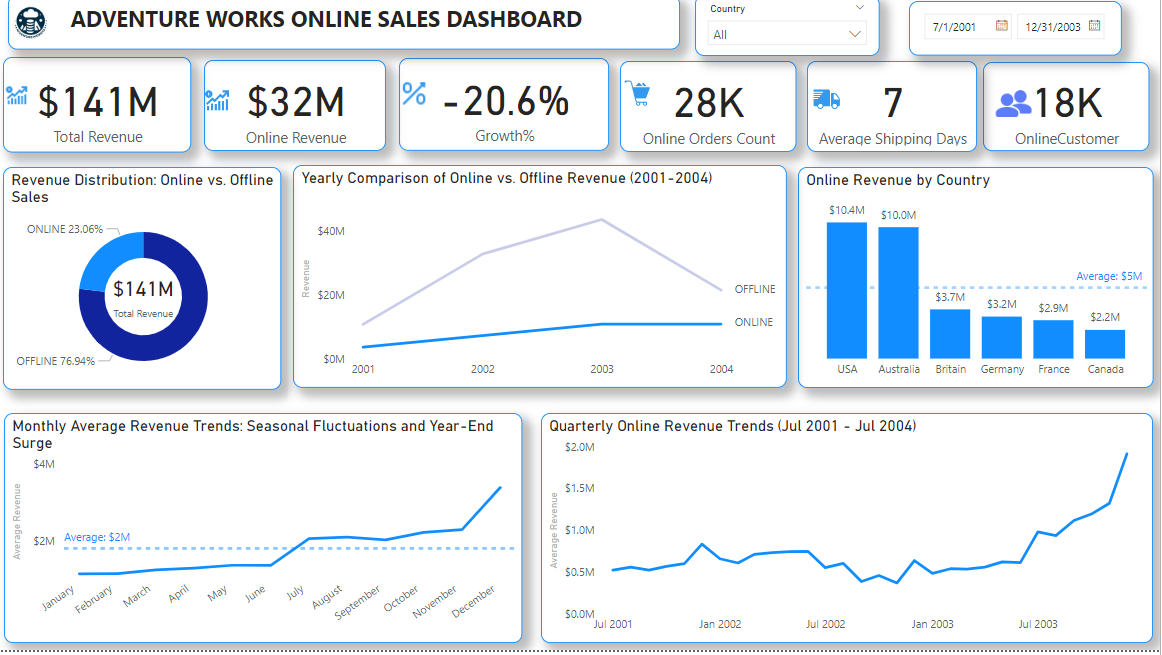 ADVENTURE WORKS ONLINE SALES DASHBOARD
Country
All
7/1/2001
12/31/2003
$141M
Total Revenue
$32M
Online Revenue
-20.6%
Growth%
28K
Online Orders Count
7
Average Shipping Days
18K
OnlineCustomer
Revenue Distribution: Online vs. Offline
Sales
ONLINE 23.06%
$141M
Total Revenue
OFFLINE 76.94%
Yearly Comparison of Online vs. Offline Revenue (2001-2004)
Revenue
$40M
$20M
$0M
OFFLINE
ONLINE
2001
2002
2003
2004
Online Revenue by Country
$10.4M
$10.0M
Average: $5M
$3.7M
$3.2M
$2.9M
$2.2M
USA
Australia
Britain
Germany
France
Canada
Monthly Average Revenue Trends: Seasonal Fluctuations and Year-End
Surge
Average Revenue
$4M
$2M
Average: $2M
January
February
March
April
May
June
July
August
September
October
November
December
Quarterly Online Revenue Trends (Jul 2001 - Jul 2004)
Average Revenue
$2.0M
$1.5M
$1.0M
$0.5M
$0.0M
Jul 2001
Jan 2002
Jul 2002
Jan 2003
Jul 2003